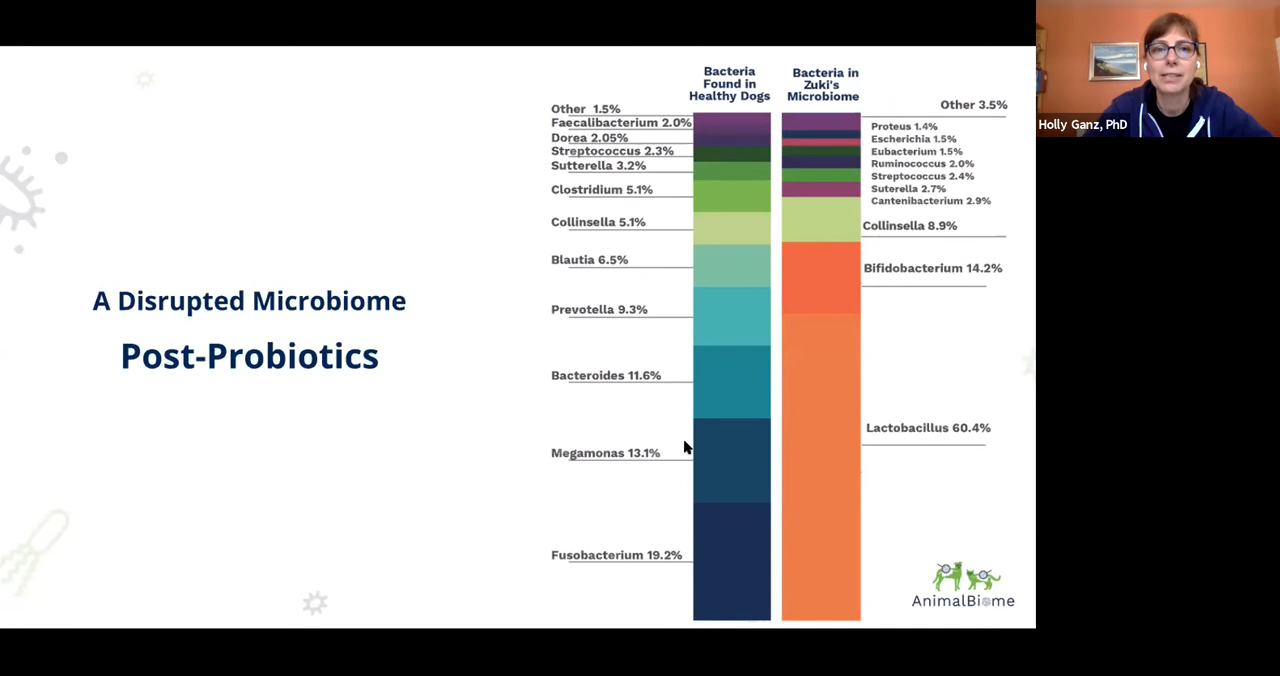 A Disrupted Microbiome
Post-Probiotics
Bacteria
Found in
Healthy Dogs
Other 1.5%
Faecalibacterium 2.0%
Dorea 2.05%
Streptococcus 2.3%
Sutterella 3.2%
Clostridium 5.1%
Collinsella 5.1%
Blautia 6.5%
Prevotella 9.3%
Bacteroides 11.6%
Megamonas 13.1%
Fusobacterium 19.2%
Bacteria in
Zuki's
Microbiome
Other 3.5%
Proteus 1.4%
Escherichia 1.5%
Eubacterium 1.5%
Ruminococcus 2.0%
Streptococcus 2.4%
Suterella 2.7%
Cantenibacterium 2.9%
Collinsella 8.9%
Bifidobacterium 14.2%
Lactobacillus 60.4%
AnimalBiome
Holly Ganz, PhD